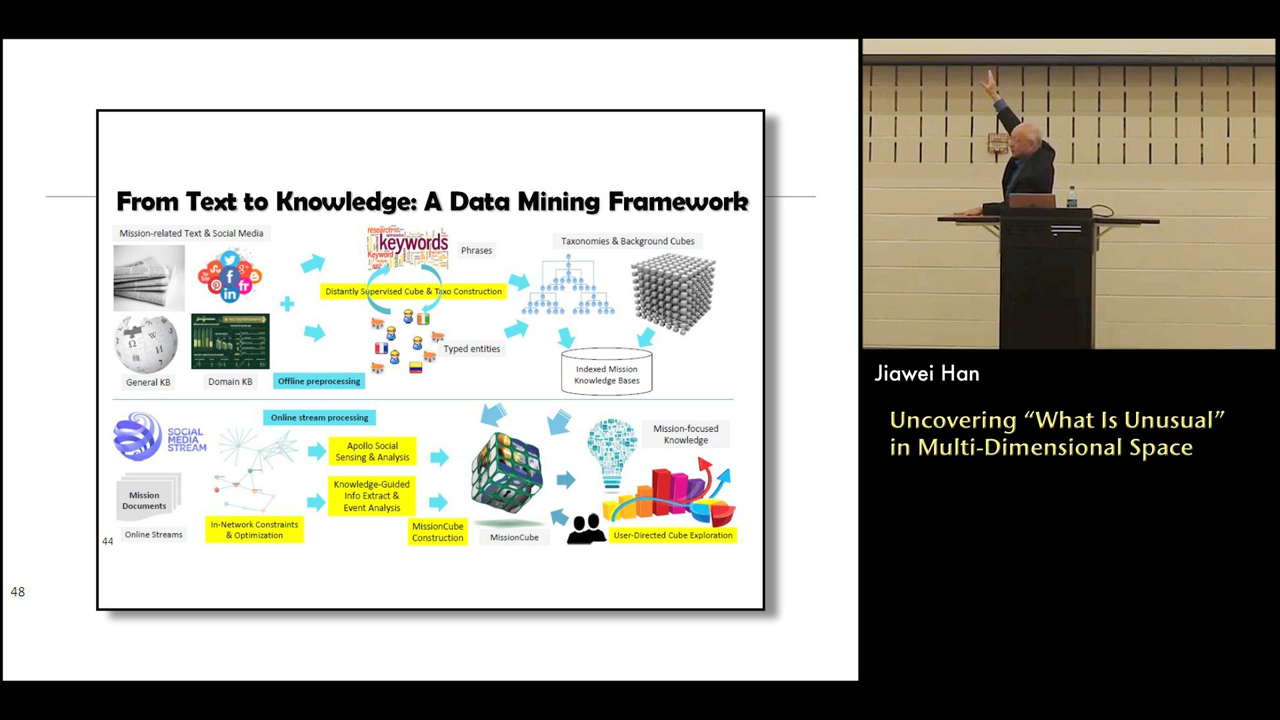 From Text to Knowledge: A Data Mining Framework
Mission-related Text & Social Media
keywords
Phrases
Taxonomies & Background Cubes
Distantly Supervised Cube & Taxo Construction
Typed entities
Indexed Mission
Knowledge Bases
General KB
Domain KB
Offline preprocessing
Online stream processing
SOCIAL
MEDIA
STREAM
Apollo Social
Sensing & Analysis
Mission-focused
Knowledge
Mission
Documents
Knowledge-Guided
Info Extract &
Event Analysis
In-Network Constraints
& Optimization
MissionCube
Construction
Online Streams
MissionCube
User-Directed Cube Exploration
44
48
Jiawei Han
Uncovering “What Is Unusual”
in Multi-Dimensional Space